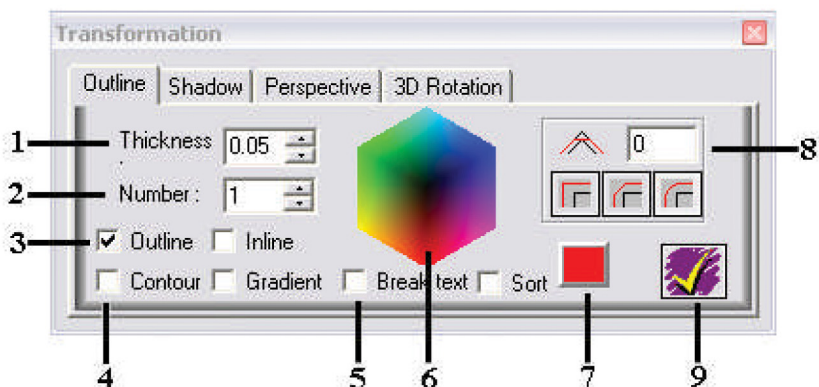 Transformation
Outline Shadow Perspective 3D Rotation
1 Thickness : 0.05 0 8
2 Number : 1
3 Outline Inline
Contour Gradient Break text Sort
4 5 6 7 9